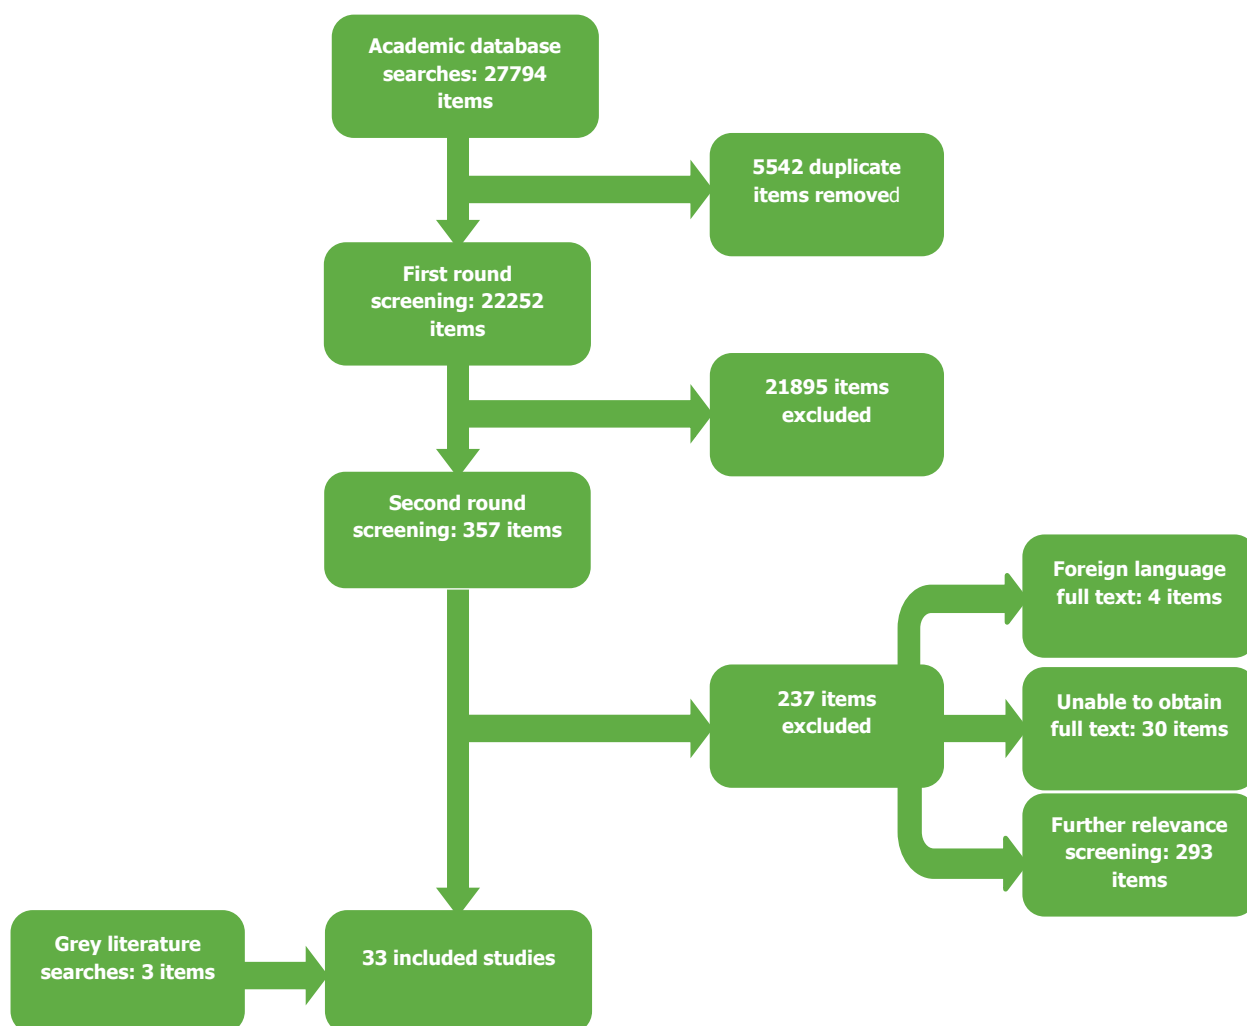 Academic database
searches: 27794
items
5542 duplicate
items removed
First round
screening: 22252
items
21895 items
excluded
Second round
screening: 357 items
Foreign language
full text: 4 items
237 items
excluded
Unable to obtain
full text: 30 items
Further relevance
screening: 293
items
Grey literature
searches: 3 items
33 included studies